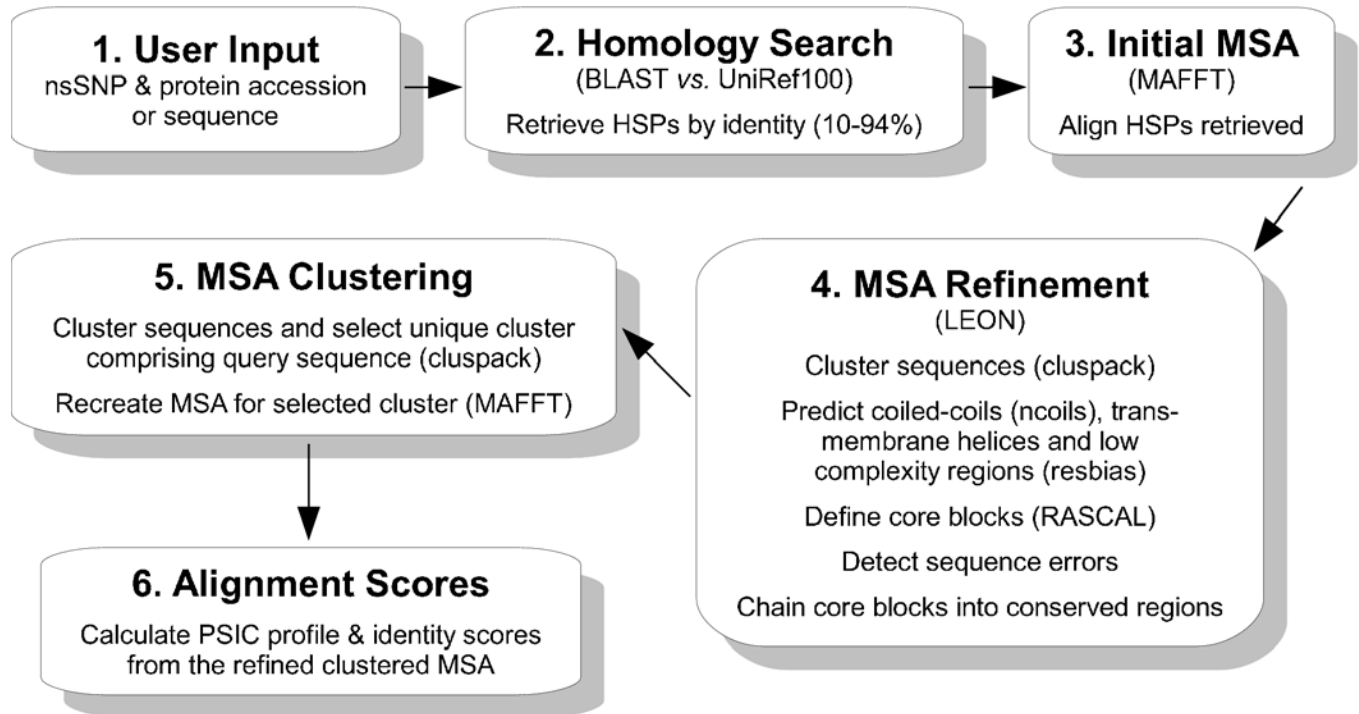 1. User Input
nsSNP & protein accession
or sequence
2. Homology Search
(BLAST vs. UniRef100)
Retrieve HSPs by identity (10-94%)
3. Initial MSA
(MAFFT)
Align HSPs retrieved
4. MSA Refinement
(LEON)
Cluster sequences (cluspack)
Predict coiled-coils (ncoils), trans-
membrane helices and low
complexity regions (resbias)
Define core blocks (RASCAL)
Detect sequence errors
Chain core blocks into conserved regions
5. MSA Clustering
Cluster sequences and select unique cluster
comprising query sequence (cluspack)
Recreate MSA for selected cluster (MAFFT)
6. Alignment Scores
Calculate PSIC profile & identity scores
from the refined clustered MSA